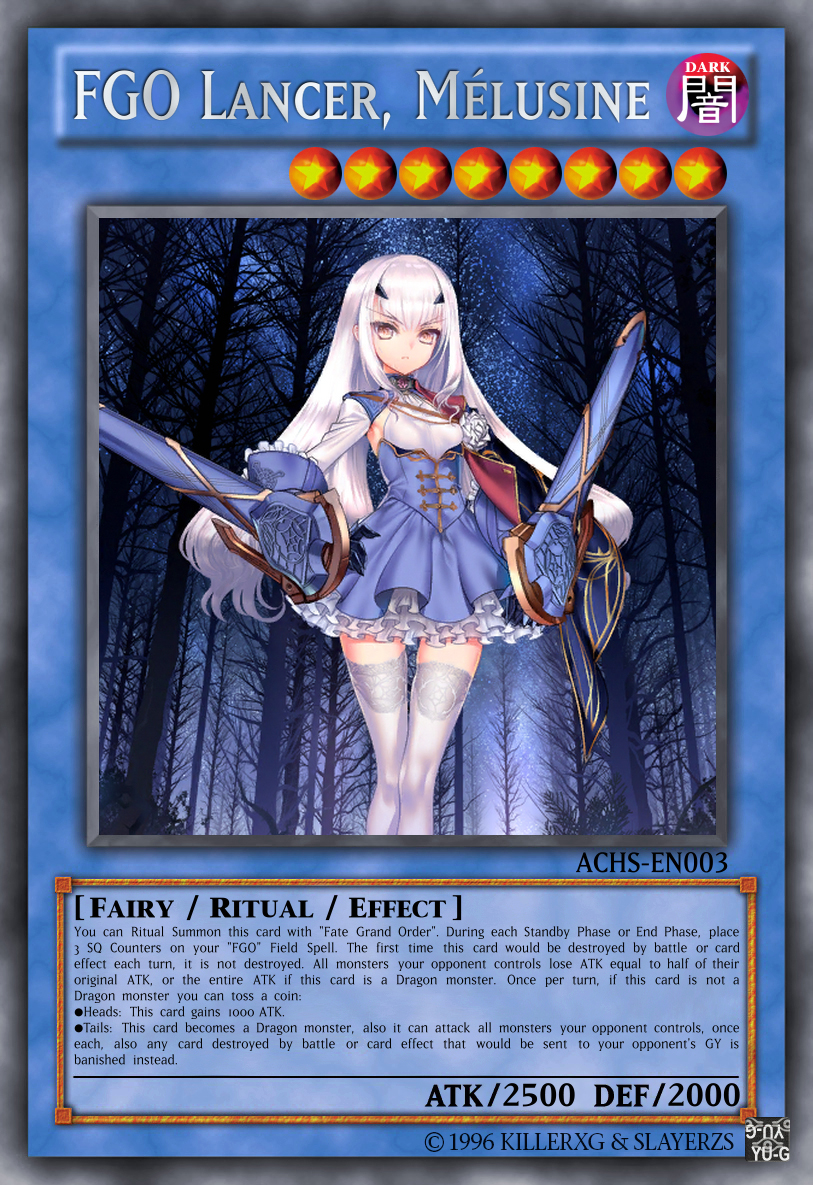 FGO Lancer, Mélusine
DARK
闇
ACHS-EN003
[ Fairy / Ritual / Effect ]
You can Ritual Summon this card with "Fate Grand Order". During each Standby Phase or End Phase, place
3 SQ Counters on your "FGO" Field Spell. The first time this card would be destroyed by battle or card
effect each turn, it is not destroyed. All monsters your opponent controls lose ATK equal to half of their
original ATK, or the entire ATK if this card is a Dragon monster. Once per turn, if this card is not a
Dragon monster you can toss a coin:
●Heads: This card gains 1000 ATK.
●Tails: This card becomes a Dragon monster, also it can attack all monsters your opponent controls, once
each, also any card destroyed by battle or card effect that would be sent to your opponent's GY is
banished instead.
ATK/2500 DEF/2000
© 1996 KILLERXG & SLAYERZS
YU-G